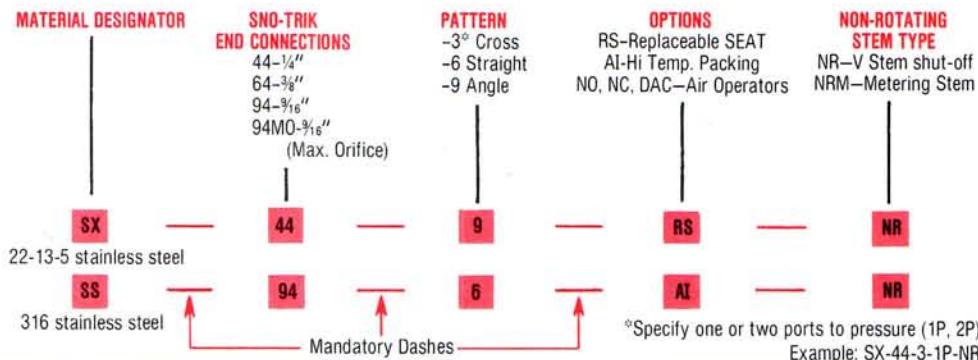 MATERIAL DESIGNATOR
SNO-TRIK
END CONNECTIONS
44-¼"
64-⅜"
94-9⁄16"
94MO-9⁄16"
(Max. Orifice)
PATTERN
-3* Cross
-6 Straight
-9 Angle
OPTIONS
RS-Replaceable SEAT
AI-Hi Temp. Packing
NO, NC, DAC-Air Operators
NON-ROTATING
STEM TYPE
NR-V Stem shut-off
NRM-Metering Stem
SX — 44 — 9 — RS — NR
22-13-5 stainless steel
SS — 94 — 6 — AI — NR
316 stainless steel
Mandatory Dashes
*Specify one or two ports to pressure (1P, 2P)
Example: SX-44-3-1P-NR